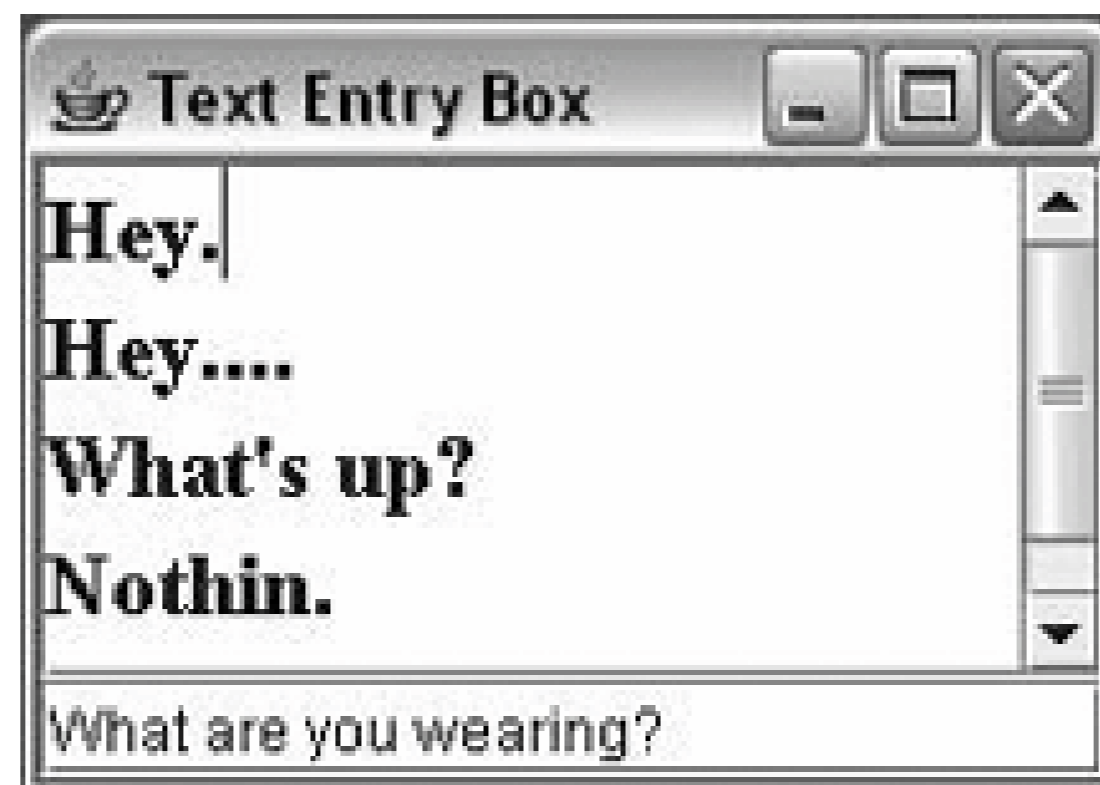 Text Entry Box
Hey.
Hey....
What's up?
Nothin.
What are you wearing?